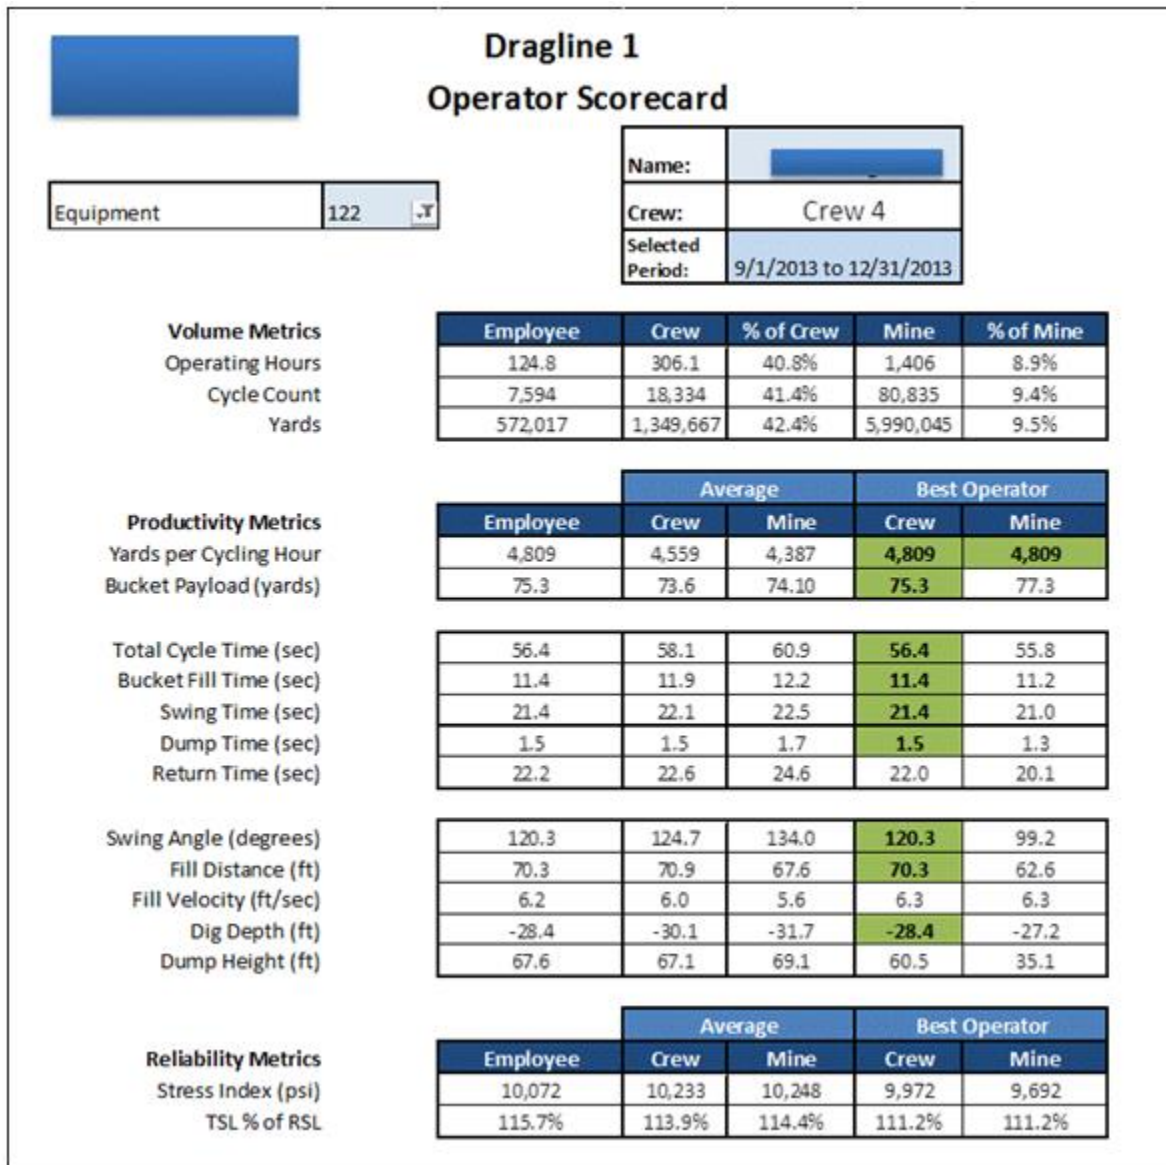 Dragline 1
Operator Scorecard
Name:
Equipment 122
Crew: Crew 4
Selected Period: 9/1/2013 to 12/31/2013
Volume Metrics Employee Crew % of Crew Mine % of Mine
Operating Hours 124.8 306.1 40.8% 1,406 8.9%
Cycle Count 7,594 18,334 41.4% 80,835 9.4%
Yards 572,017 1,349,667 42.4% 5,990,045 9.5%
Average Best Operator
Productivity Metrics Employee Crew Mine Crew Mine
Yards per Cycling Hour 4,809 4,559 4,387 4,809 4,809
Bucket Payload (yards) 75.3 73.6 74.10 75.3 77.3
Total Cycle Time (sec) 56.4 58.1 60.9 56.4 55.8
Bucket Fill Time (sec) 11.4 11.9 12.2 11.4 11.2
Swing Time (sec) 21.4 22.1 22.5 21.4 21.0
Dump Time (sec) 1.5 1.5 1.7 1.5 1.3
Return Time (sec) 22.2 22.6 24.6 22.0 20.1
Swing Angle (degrees) 120.3 124.7 134.0 120.3 99.2
Fill Distance (ft) 70.3 70.9 67.6 70.3 62.6
Fill Velocity (ft/sec) 6.2 6.0 5.6 6.3 6.3
Dig Depth (ft) -28.4 -30.1 -31.7 -28.4 -27.2
Dump Height (ft) 67.6 67.1 69.1 60.5 35.1
Average Best Operator
Reliability Metrics Employee Crew Mine Crew Mine
Stress Index (psi) 10,072 10,233 10,248 9,972 9,692
TSL % of RSL 115.7% 113.9% 114.4% 111.2% 111.2%